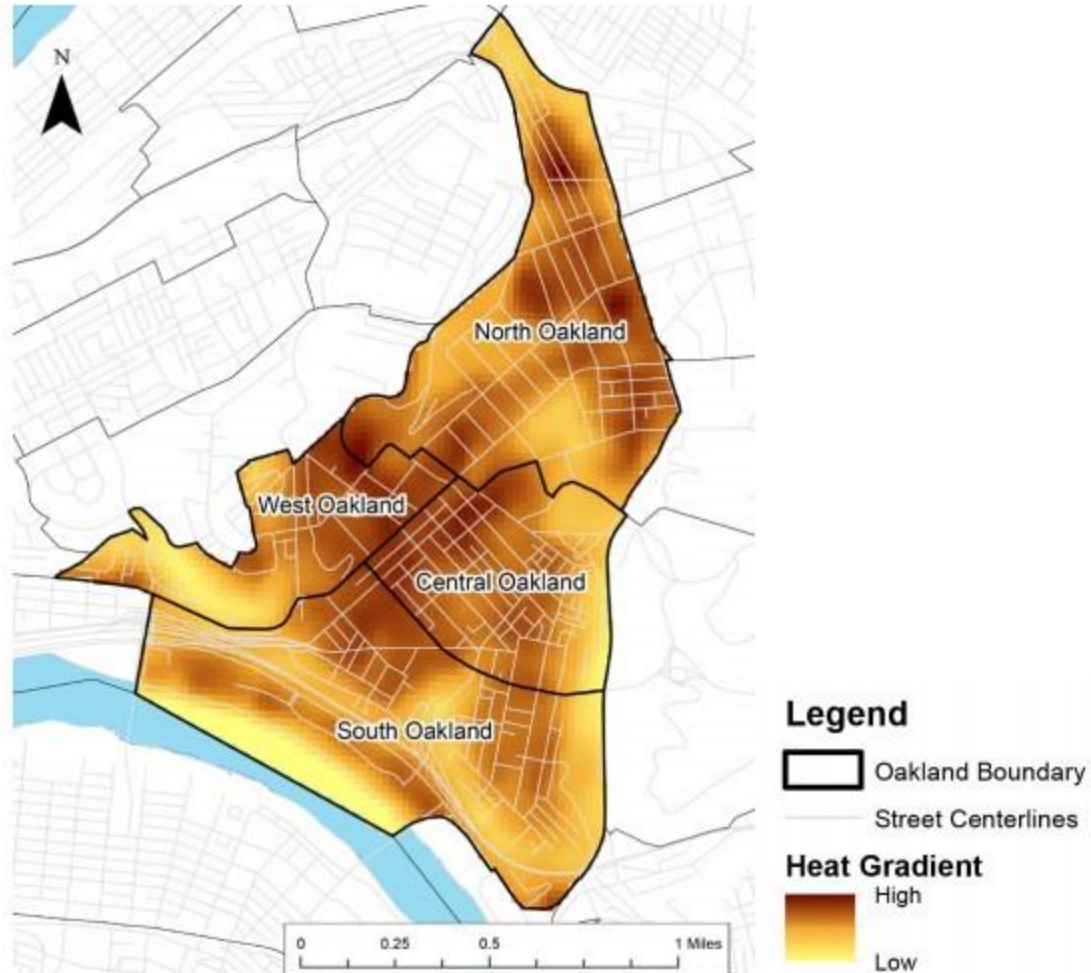 N
North Oakland
West Oakland
Central Oakland
South Oakland
Legend
Oakland Boundary
Street Centerlines
Heat Gradient
High
Low
0 0.25 0.5 1 Miles